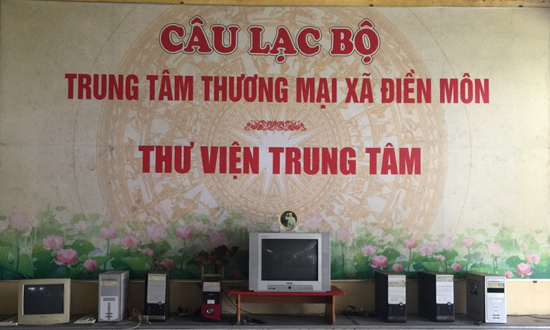 CÂU LẠC BỘ
TRUNG TÂM THƯƠNG MẠI XÃ ĐIỀN MÔN
THƯ VIỆN TRUNG TÂM